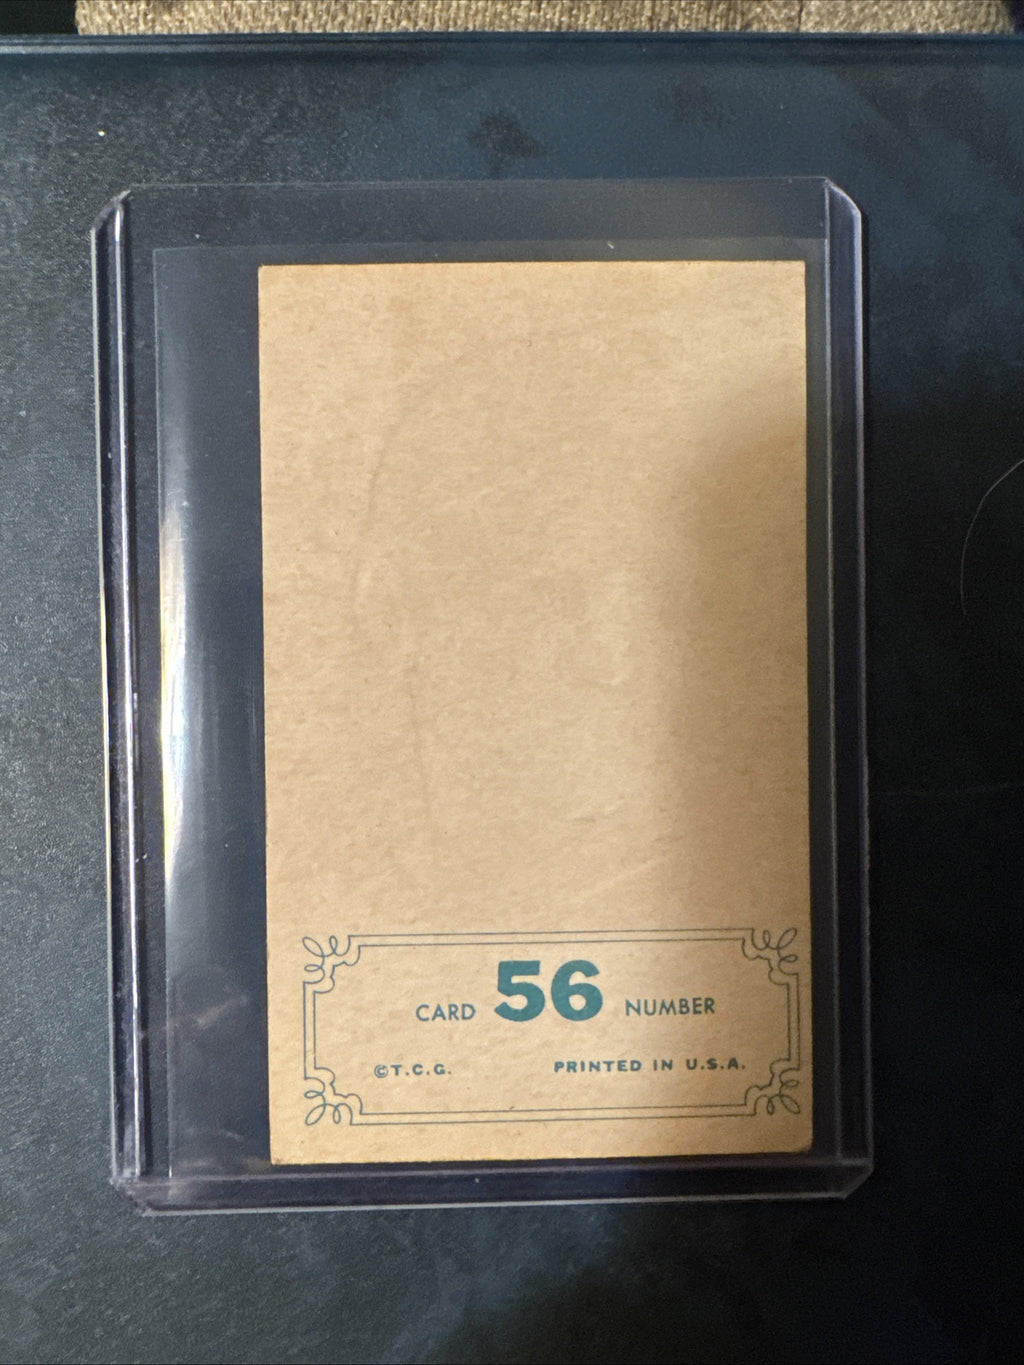 CARD 56 NUMBER
©T.C.G. PRINTED IN U.S.A.